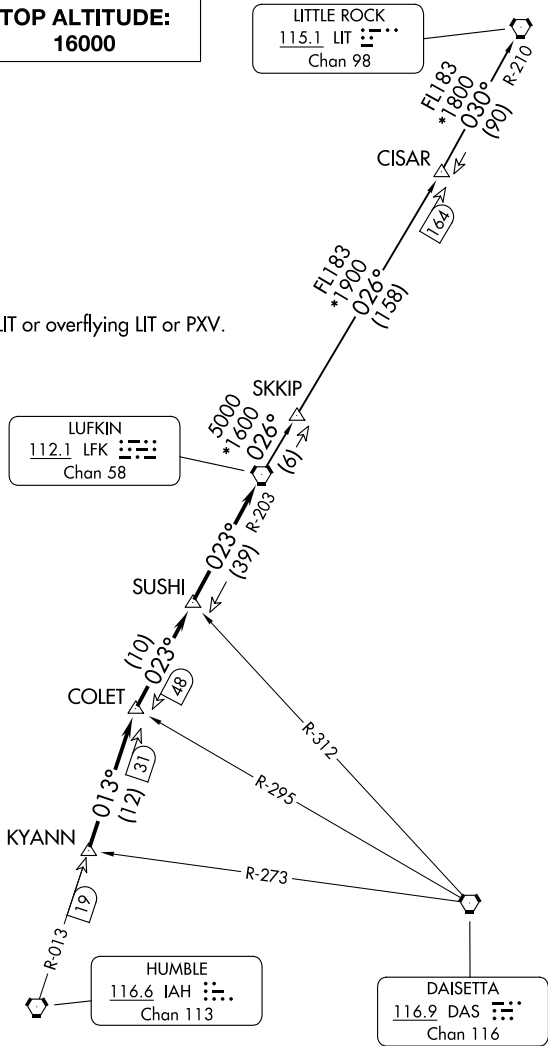 TOP ALTITUDE:
16000
LITTLE ROCK
115.1 LIT
Chan 98
R-210
FL183
*1800
030°
(90)
CISAR
164
FL183
*1900
026°
(158)
LIT or overflying LIT or PXV.
SKKIP
5000
*1600
026°
(6)
LUFKIN
112.1 LFK
Chan 58
R-203
023°
(39)
SUSHI
(10)
023°
48
COLET
R-312
31
013°
(12)
R-295
KYANN
R-273
19
R-013
HUMBLE
116.6 IAH
Chan 113
DAISETTA
116.9 DAS
Chan 116